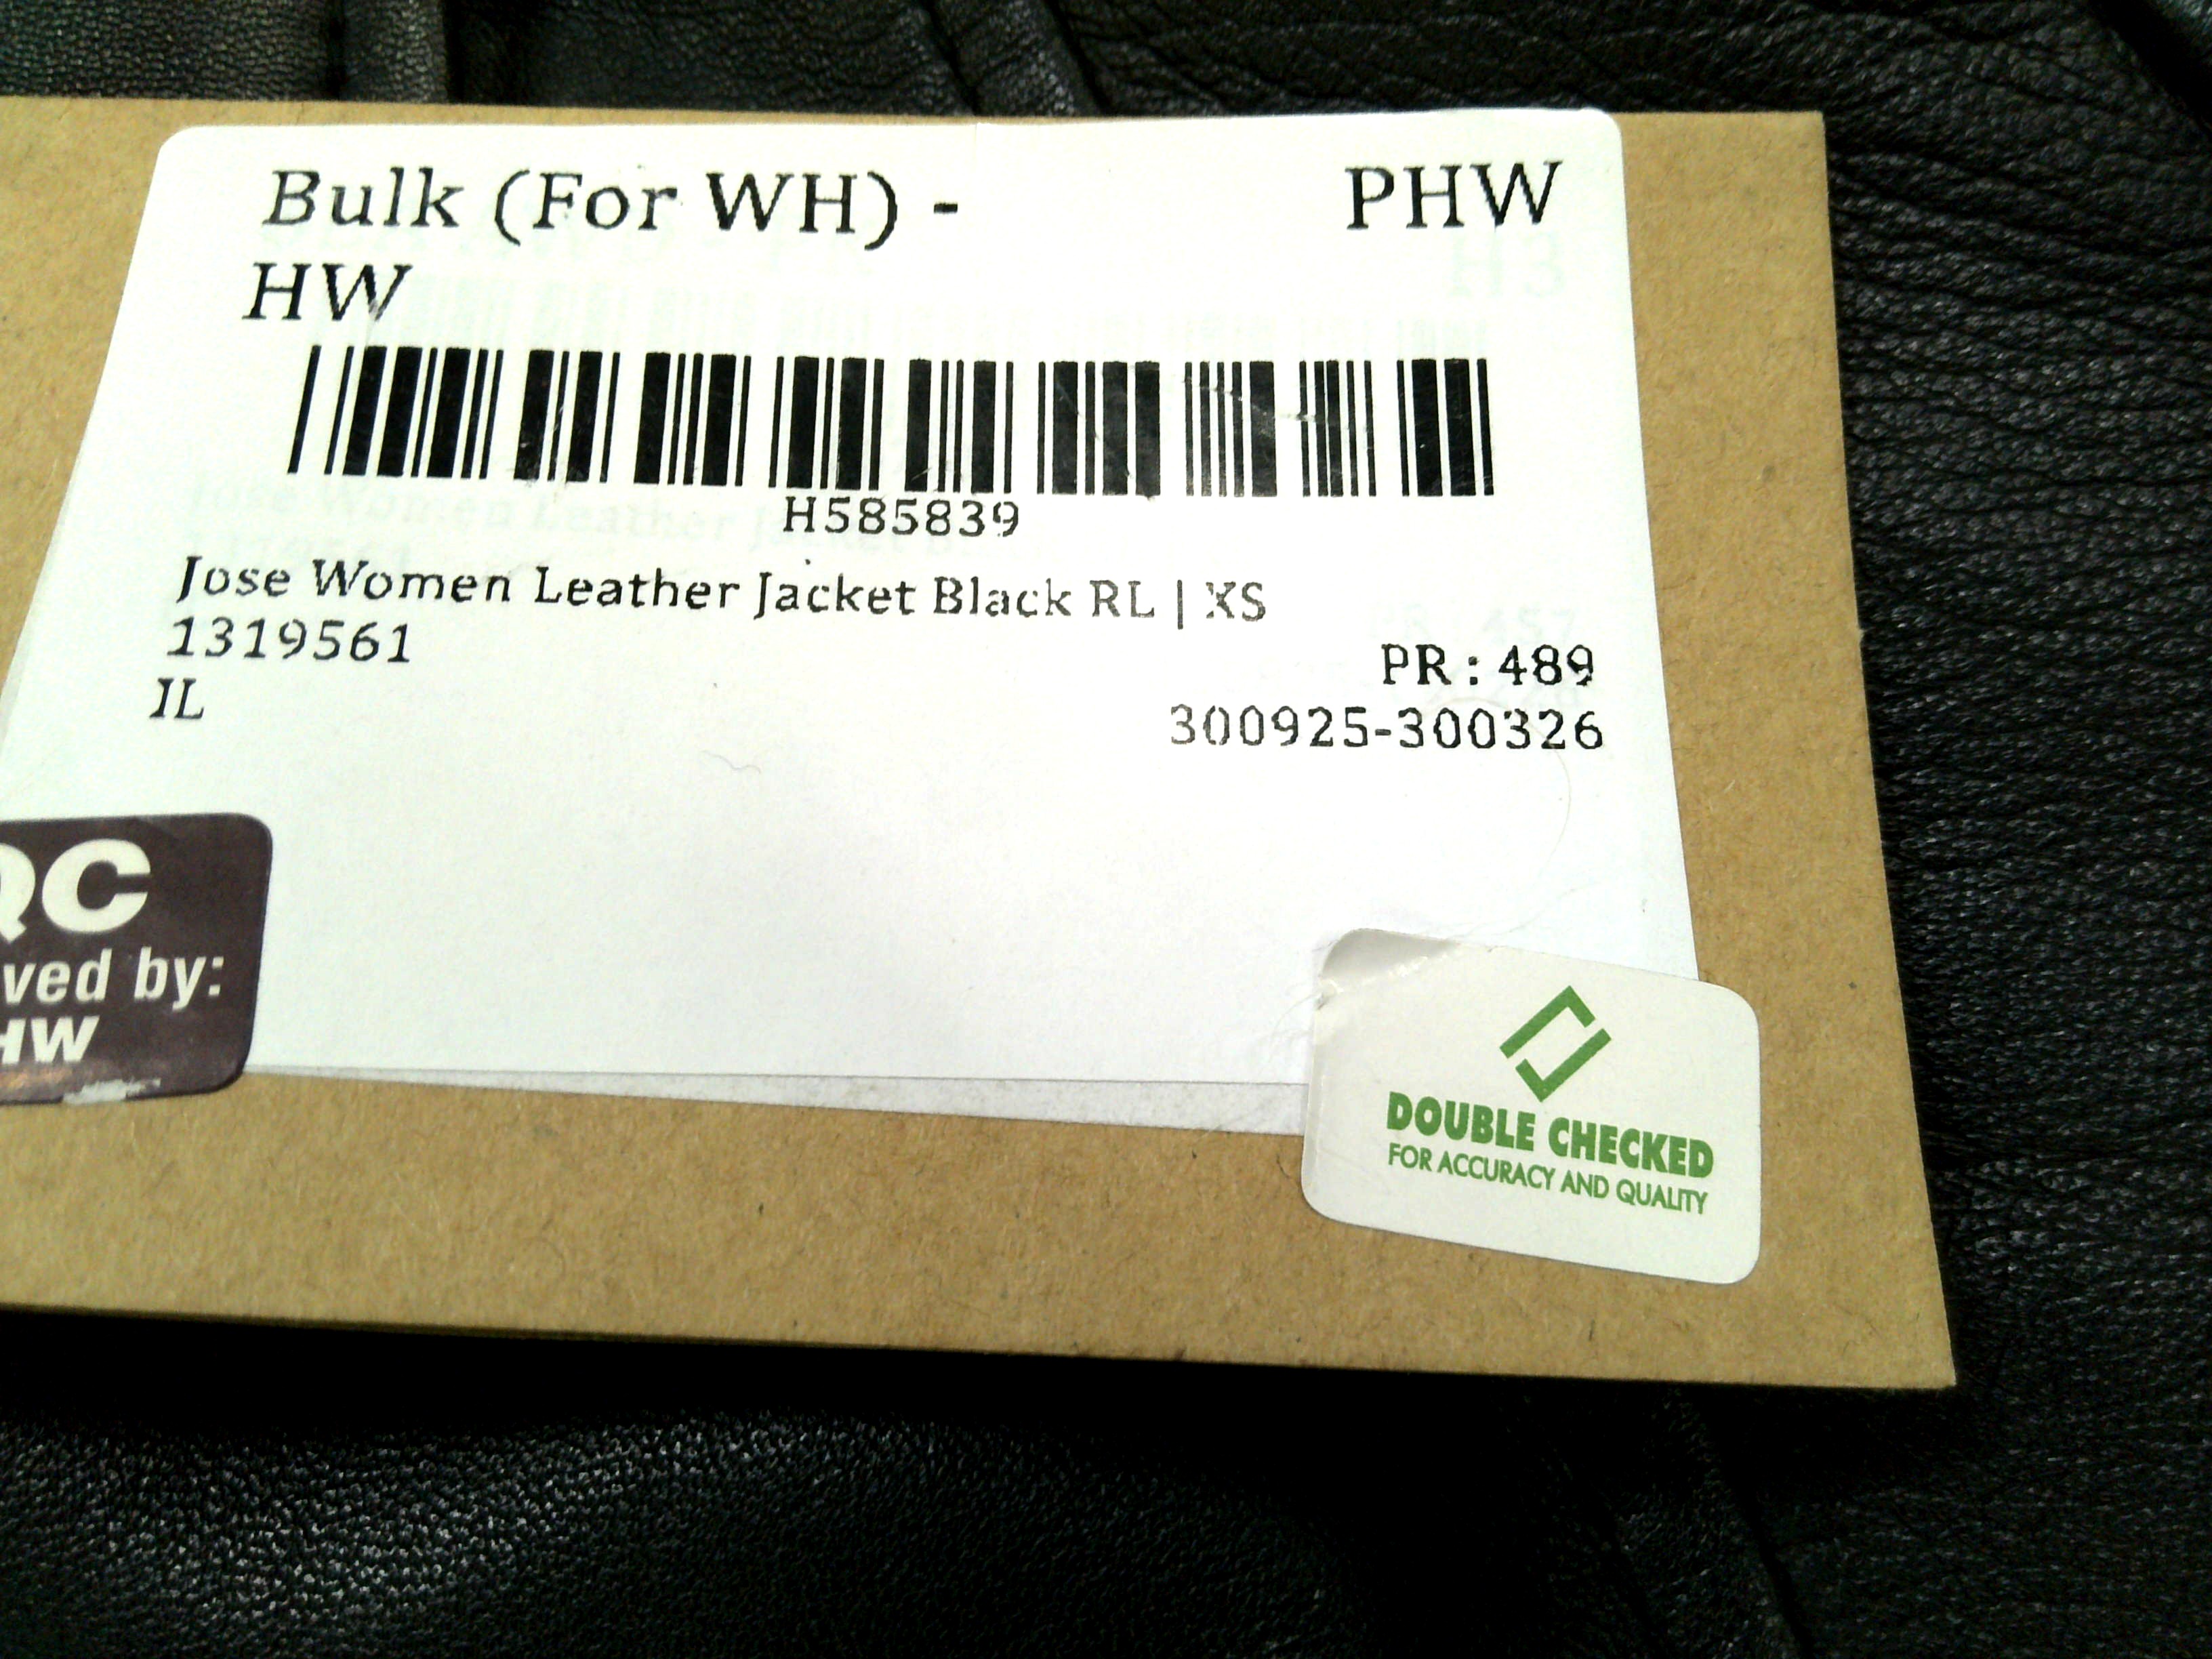 Bulk (For WH) - PHW
HW
H585839
Jose Women Leather Jacket Black RL | XS
1319561
PR : 489
IL
300925-300326
QC
ved by:
HW
DOUBLE CHECKED
FOR ACCURACY AND QUALITY